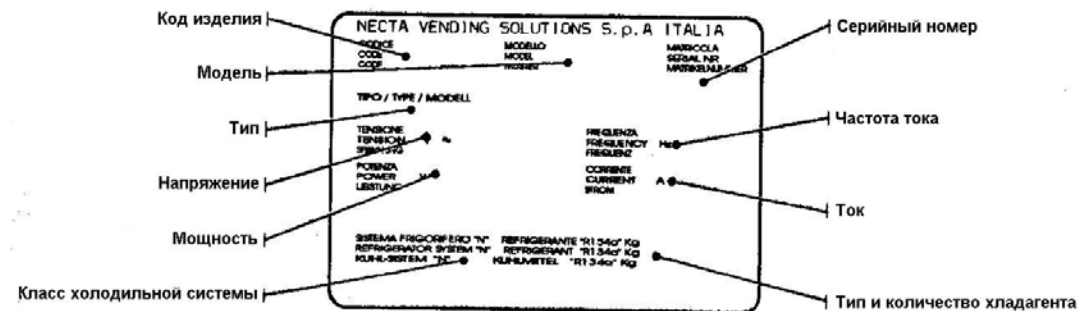 Код изделия
Модель
Тип
Напряжение
Мощность
Класс холодильной системы
NECTA VENDING SOLUTIONS S.p.A ITALIA
CODICE
CODE
CODE
MODELLO
MODEL
MATRICOLA
SERIAL NR
MATRIKELNUMMER
TIPO / TYPE / MODELL
TENSIONE
TENSION
FREQUENZA
FREQUENCY Hz
FREQUENZ
POTENZA
POWER
LEISTUNG
CORRENTE
CURRENT A
STROM
SISTEMA FRIGORIFERO "N" REFRIGERANTE "R134a" Kg
REFRIGERATOR SYSTEM "N" REFRIGERANT "R134a" Kg
KUHL-SISTEM "N" KUHLMITTEL "R134a" Kg
Серийный номер
Частота тока
Ток
Тип и количество хладагента